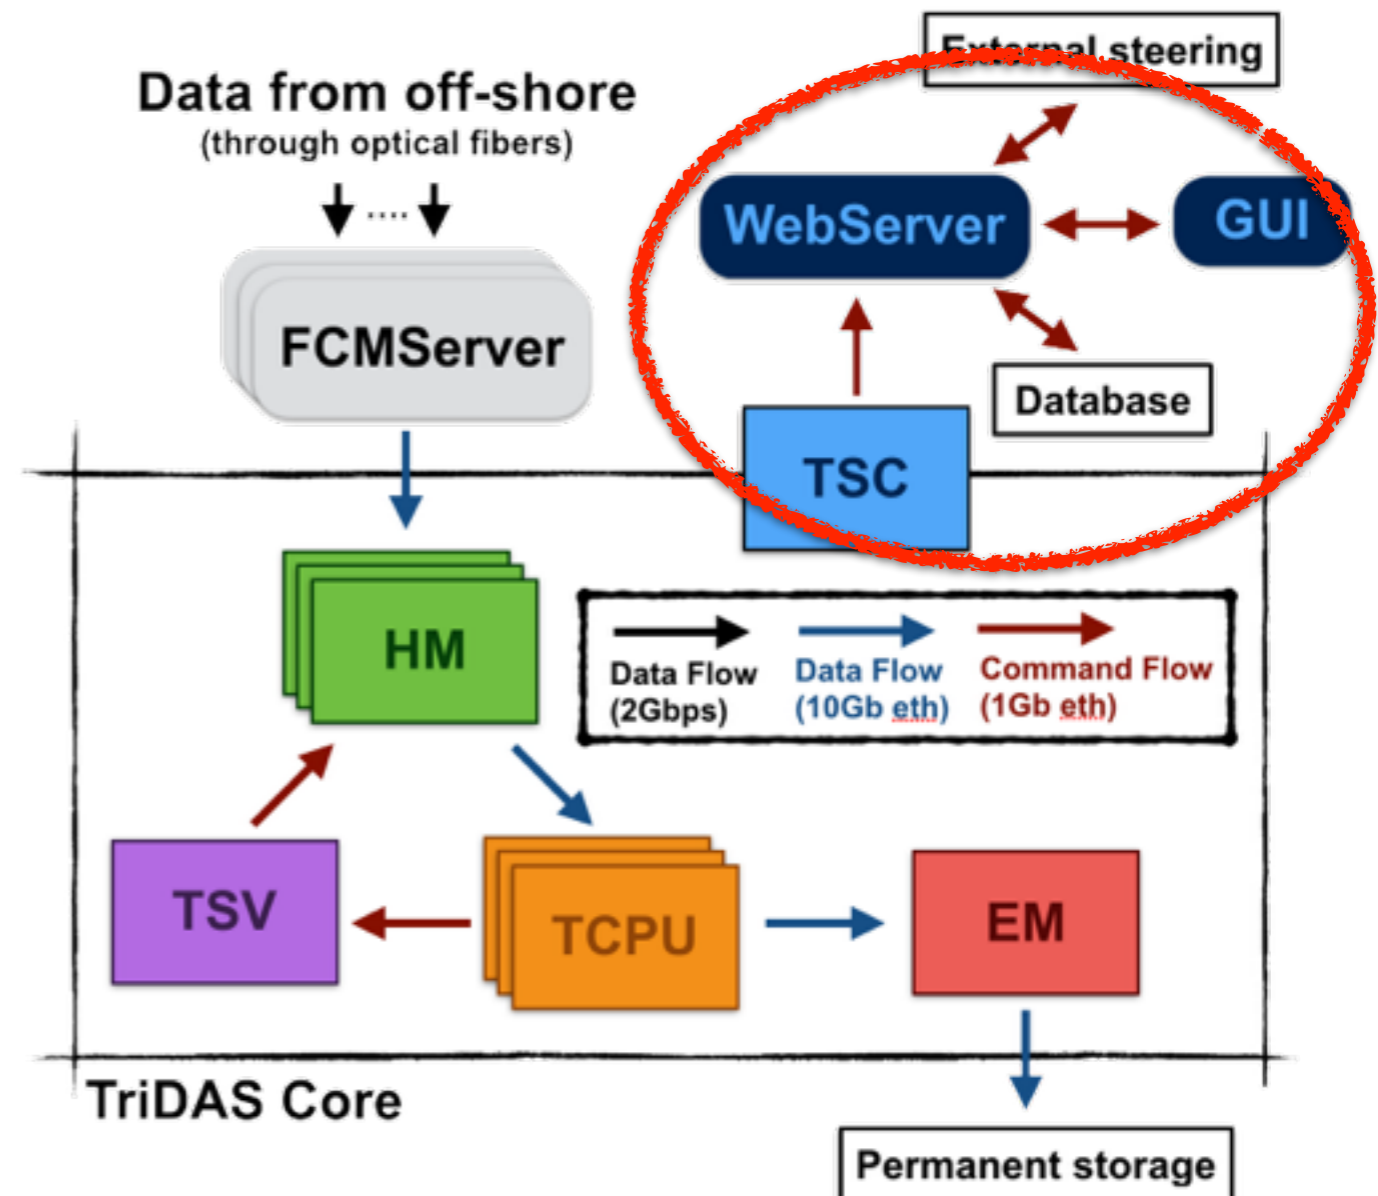 External steering
Data from off-shore
(through optical fibers)
....
WebServer
GUI
FCMServer
Database
TSC
HM
Data Flow
(2Gbps)
Data Flow
(10Gb eth)
Command Flow
(1Gb eth)
TSV
TCPU
EM
TriDAS Core
Permanent storage